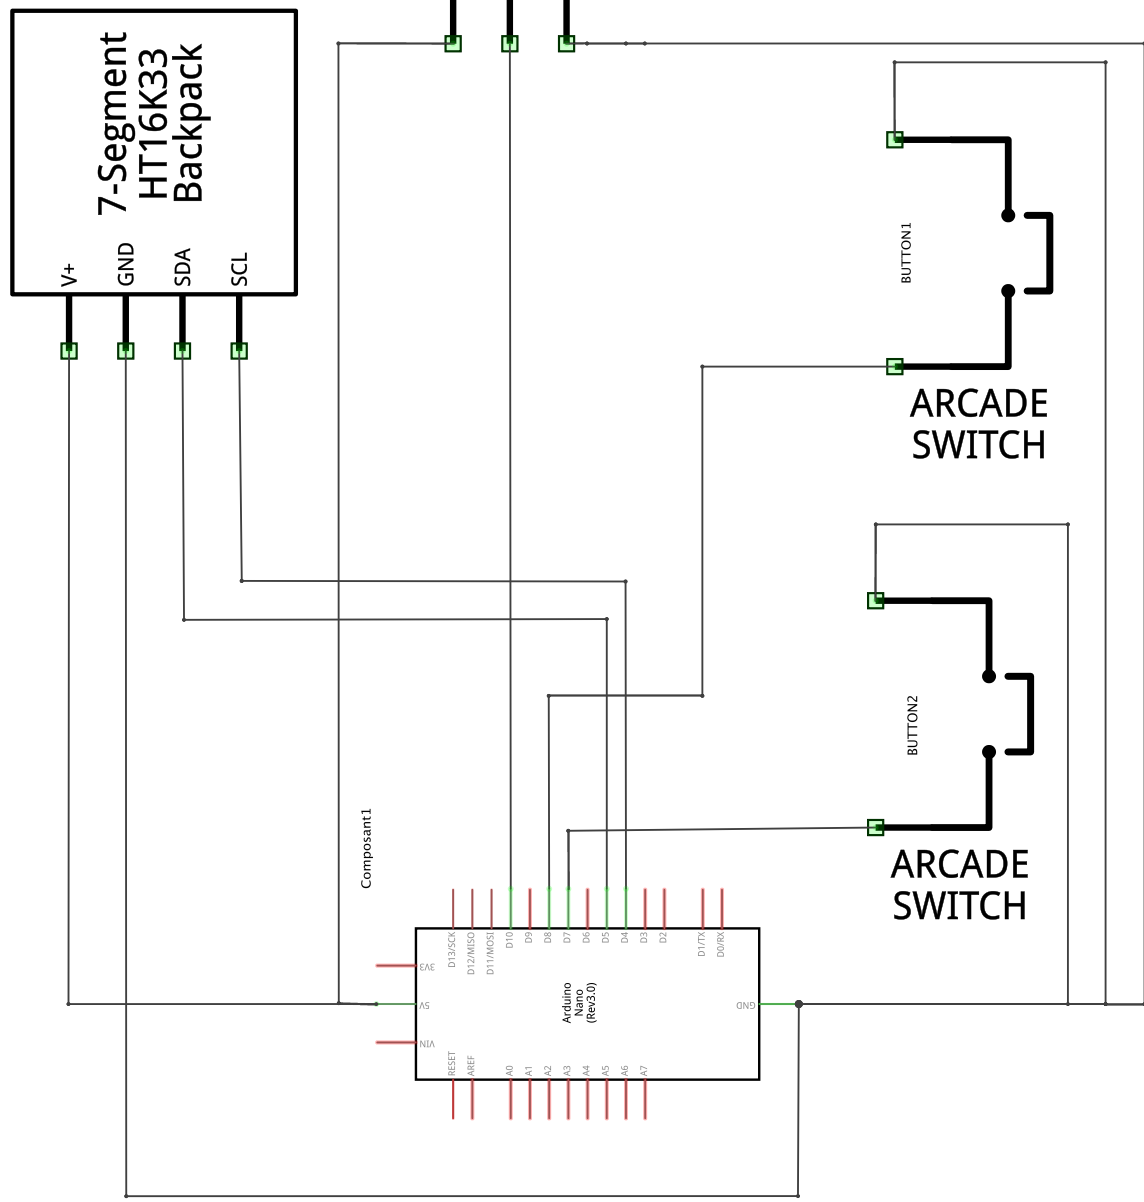 7-Segment
HT16K33
Backpack
V+
GND
SDA
SCL
BUTTON1
ARCADE
SWITCH
BUTTON2
ARCADE
SWITCH
Composant1
D13/SCK
D12/MISO
D11/MOSI
D10
D9
D8
D7
D6
D5
D4
D3
D2
D1/TX
D0/RX
3V3
5V
VIN
Arduino
Nano
(Rev3.0)
GND
RESET
AREF
A0
A1
A2
A3
A4
A5
A6
A7